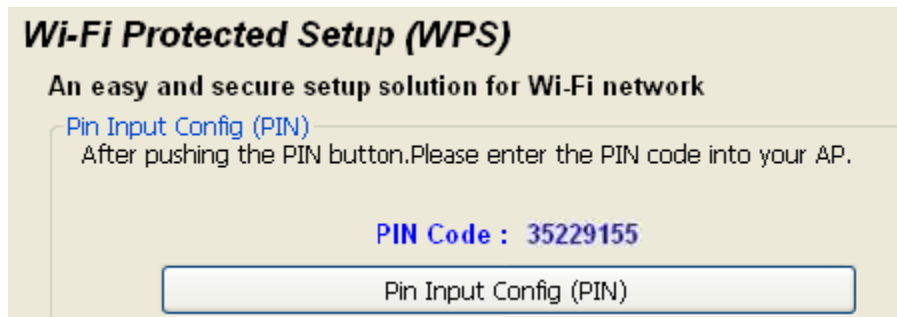 Wi-Fi Protected Setup (WPS)
An easy and secure setup solution for Wi-Fi network
Pin Input Config (PIN)
After pushing the PIN button.Please enter the PIN code into your AP.
PIN Code : 35229155
Pin Input Config (PIN)